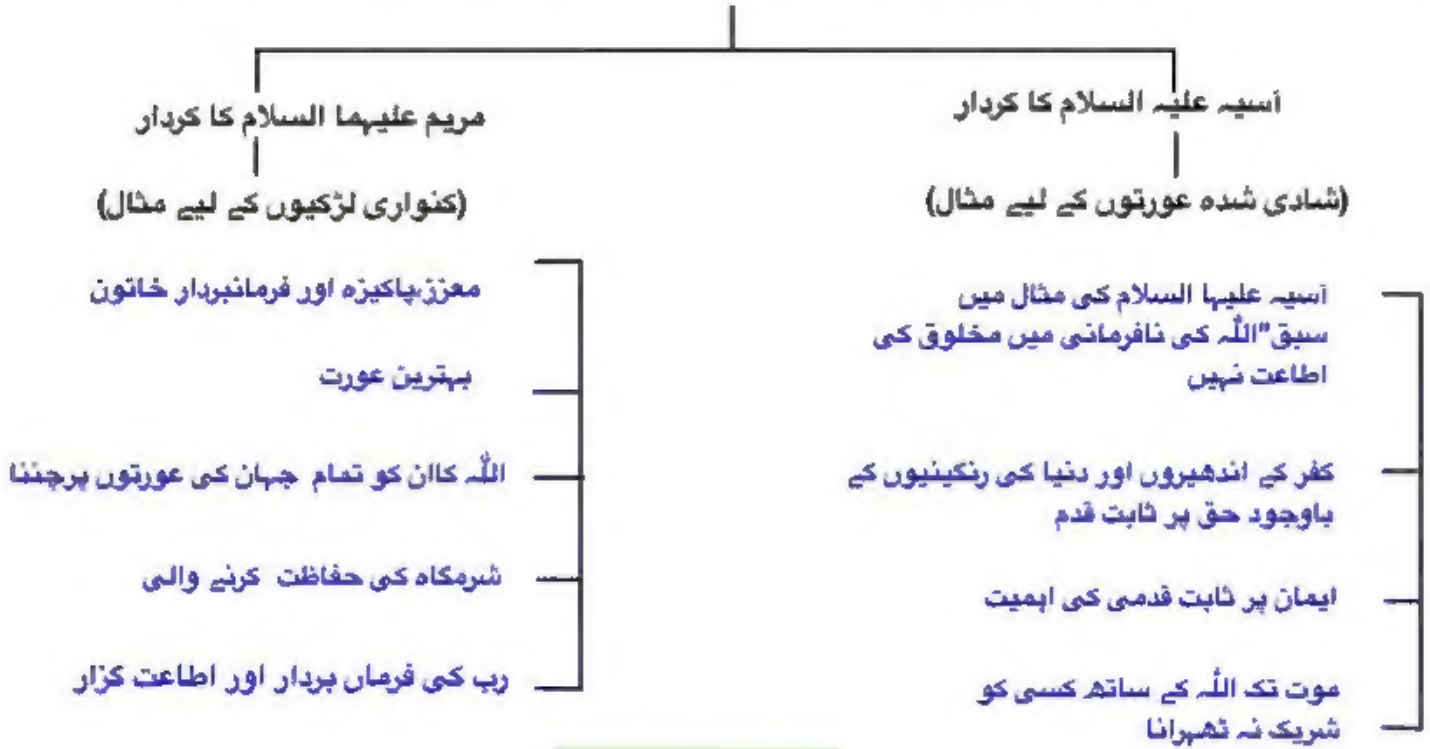 آسیہ علیہ السلام کا کردار
(شادی شدہ عورتوں کے لیے مثال)
آسیہ علیہا السلام کی مثال میں
سبق"اللہ کی نافرمانی میں مخلوق کی
اطاعت نہیں
کفر کے اندھیروں اور دنیا کی رنگینیوں کے
باوجود حق پر ثابت قدم
ایمان پر ثابت قدمی کی اہمیت
موت تک اللہ کے ساتھ کسی کو
شریک نہ ٹھہرانا
مریم علیہما السلام کا کردار
(کنواری لڑکیوں کے لیے مثال)
معزز،پاکیزہ اور فرمانبردار خاتون
بہترین عورت
اللہ کاان کو تمام جہان کی عورتوں پرچننا
شرمگاہ کی حفاظت کرنے والی
رب کی فرماں بردار اور اطاعت گزار